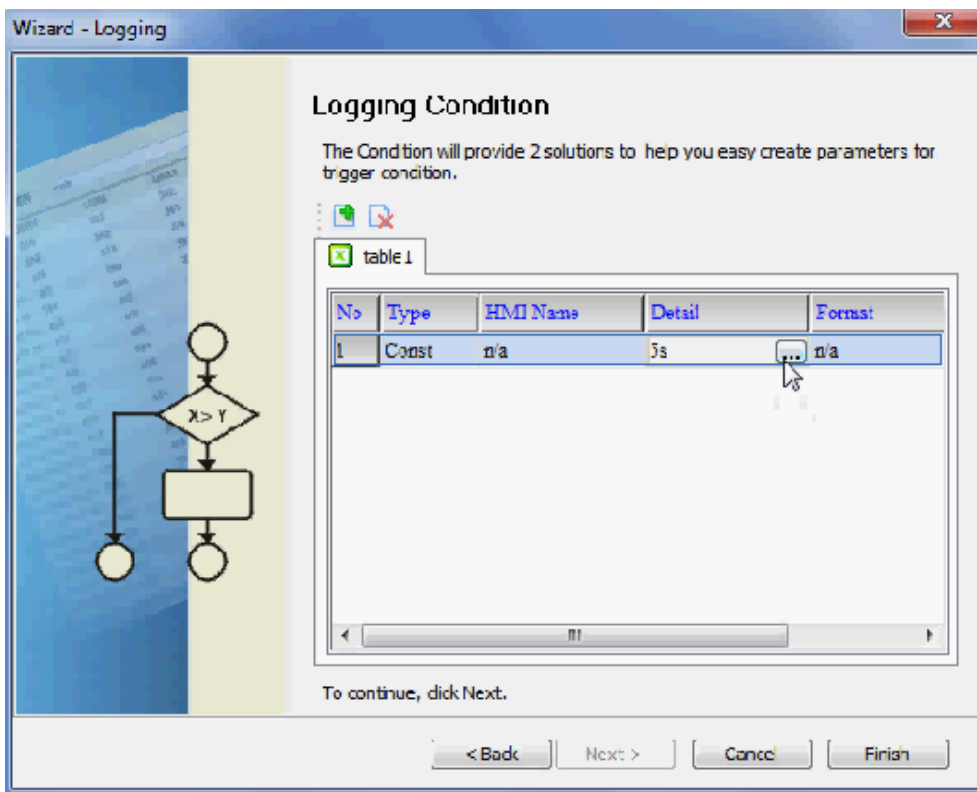 Wizard - Logging
Logging Condition
The Condition will provide 2 solutions to help you easy create parameters for
trigger condition.
table1
No Type HMI Name Detail Format
1 Const n/a 5s ... n/a
X> Y
To continue, click Next.
< Back Next > Cancel Finish